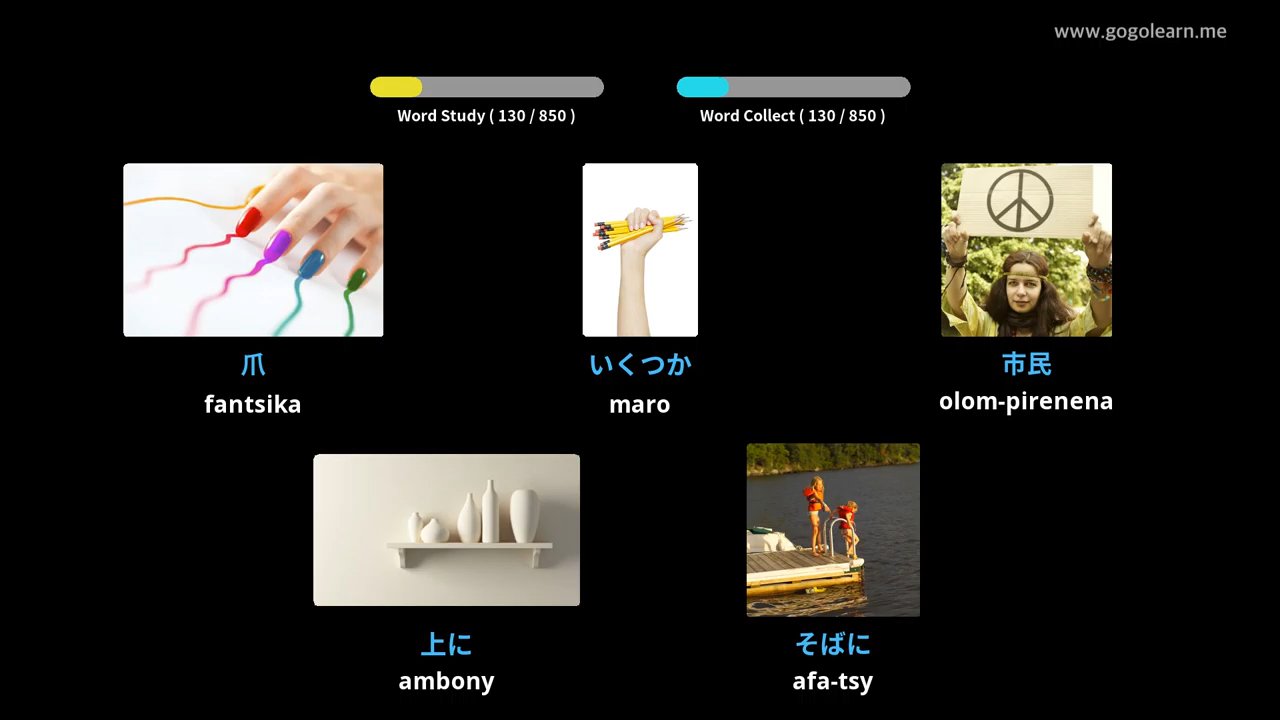 www.gogolearn.me
Word Study ( 130 / 850 )
Word Collect ( 130 / 850 )
爪
fantsika
いくつか
maro
市民
olom-pirenena
上に
ambony
そばに
afa-tsy